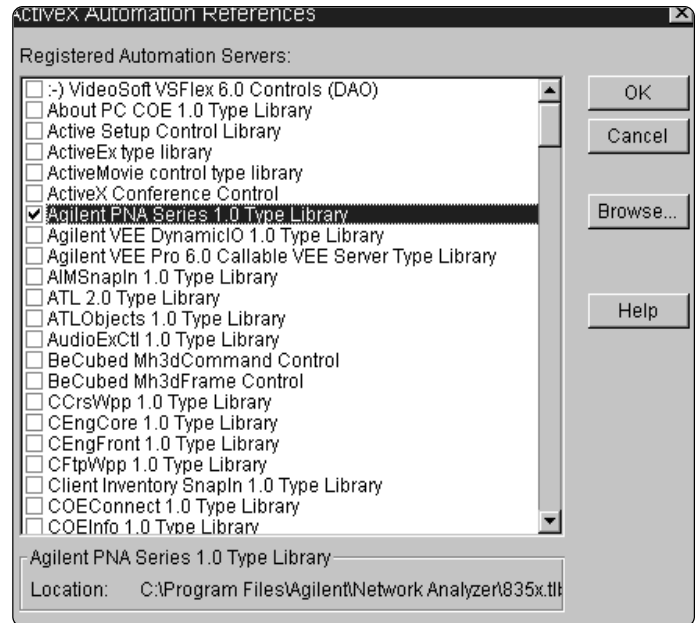 ActiveX Automation References
Registered Automation Servers:
:-) VideoSoft VSFlex 6.0 Controls (DAO)
About PC COE 1.0 Type Library
Active Setup Control Library
ActiveEx type library
ActiveMovie control type library
ActiveX Conference Control
Agilent PNA Series 1.0 Type Library
Agilent VEE DynamicIO 1.0 Type Library
Agilent VEE Pro 6.0 Callable VEE Server Type Library
AIMSnapIn 1.0 Type Library
ATL 2.0 Type Library
ATLObjects 1.0 Type Library
AudioExCtl 1.0 Type Library
BeCubed Mh3dCommand Control
BeCubed Mh3dFrame Control
CCrsWpp 1.0 Type Library
CEngCore 1.0 Type Library
CEngFront 1.0 Type Library
CFtpWpp 1.0 Type Library
Client Inventory SnapIn 1.0 Type Library
COEConnect 1.0 Type Library
COEInfo 1.0 Type Library
OK
Cancel
Browse...
Help
Agilent PNA Series 1.0 Type Library
Location: C:\Program Files\Agilent\Network Analyzer\835x.tlb